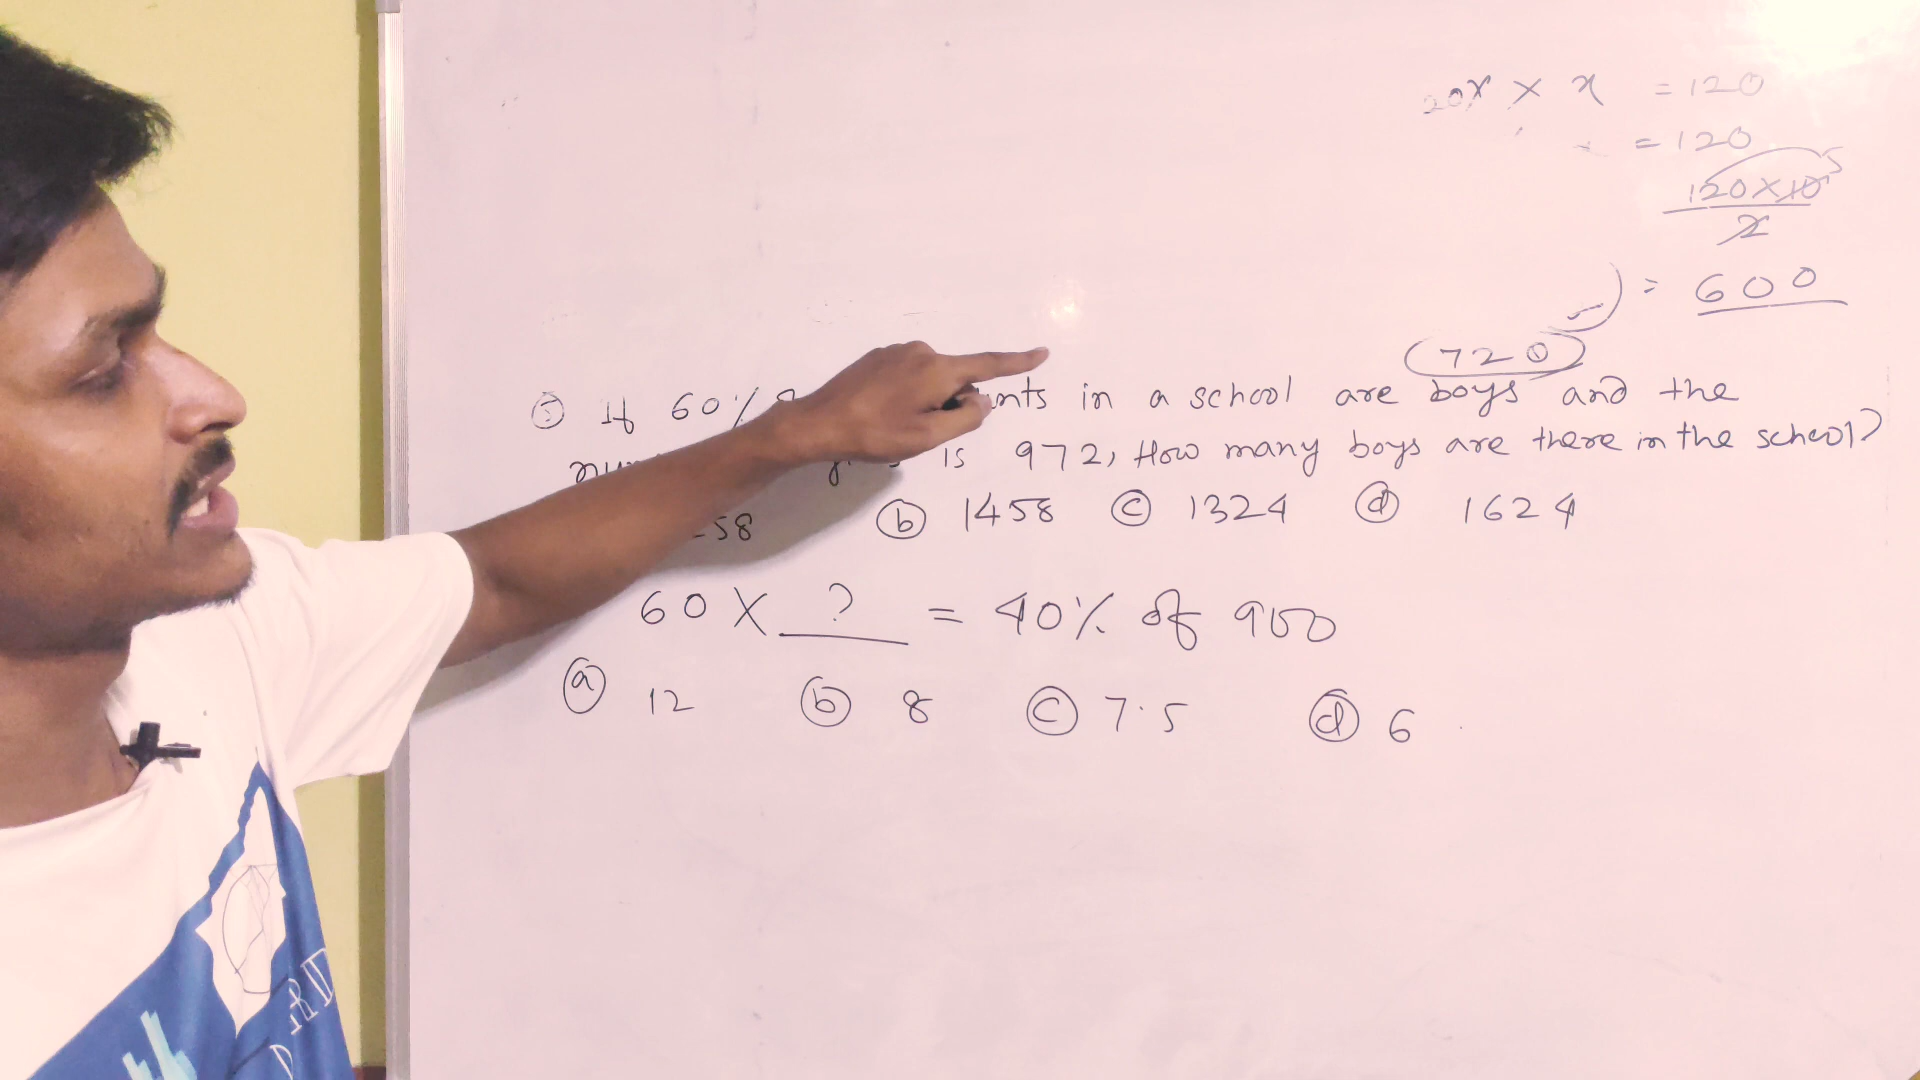 20% × x = 120
= 120
120×10 5
2
= 600
720
If 60% in a school are boys and the
is 972, How many boys are there in the school?
58 (b) 1458 (c) 1324 (d) 1624
60 × ? = 40% of 900
(a) 12 (b) 8 (c) 7.5 (d) 6